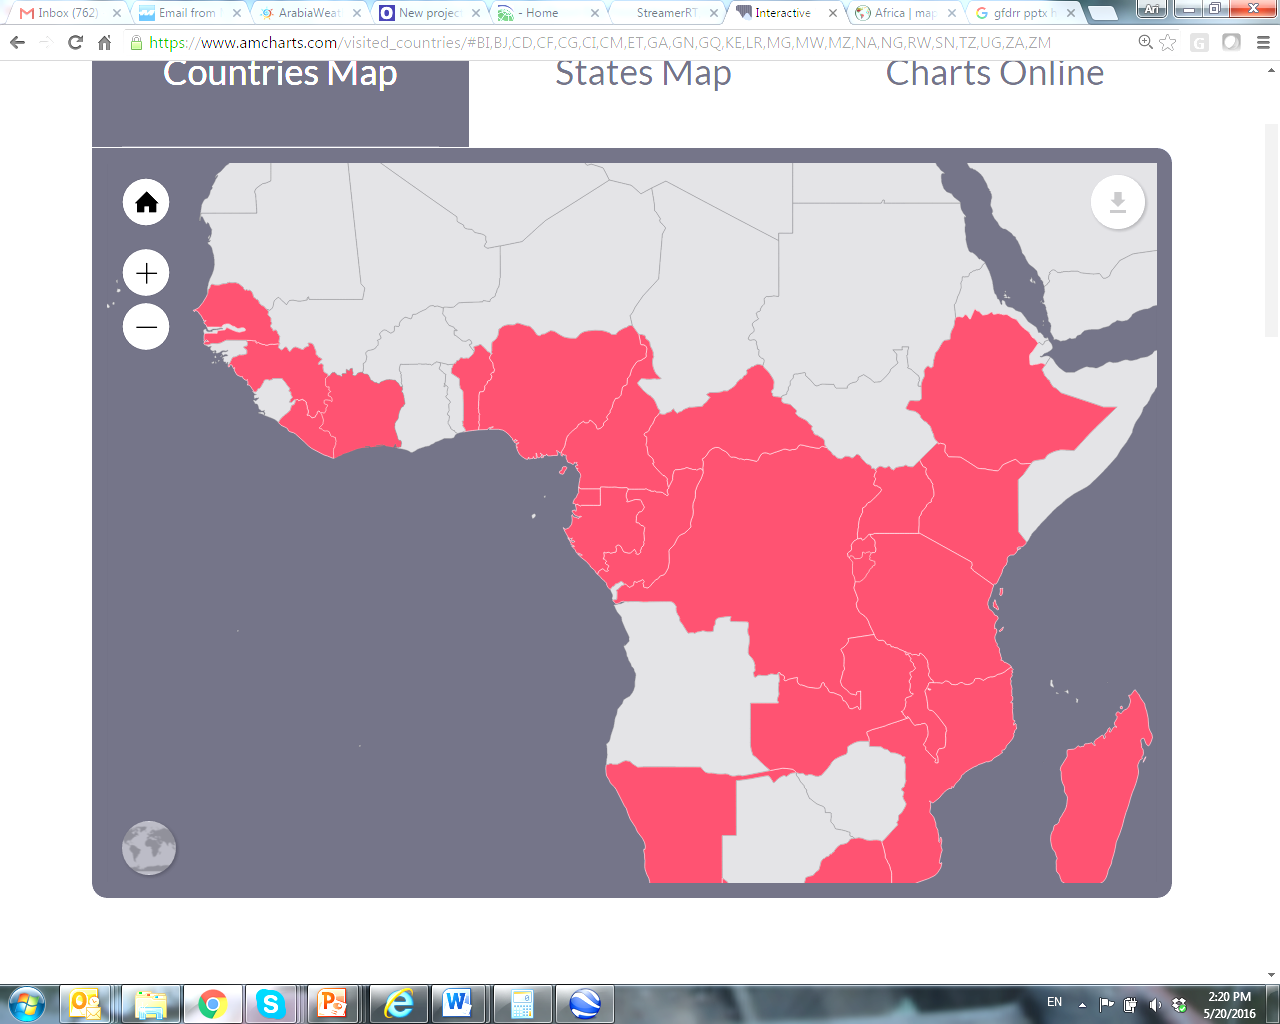 Inbox (762)
Email from
ArabiaWeat
New projec
- Home
StreamerRT
Interactive
Africa | map
gfdrr pptx h
Ari
https://www.amcharts.com/visited_countries/#BI,BJ,CD,CF,CG,CI,CM,ET,GA,GN,GQ,KE,LR,MG,MW,MZ,NA,NG,RW,SN,TZ,UG,ZA,ZM
Countries Map
States Map
Charts Online
EN
2:20 PM
5/20/2016